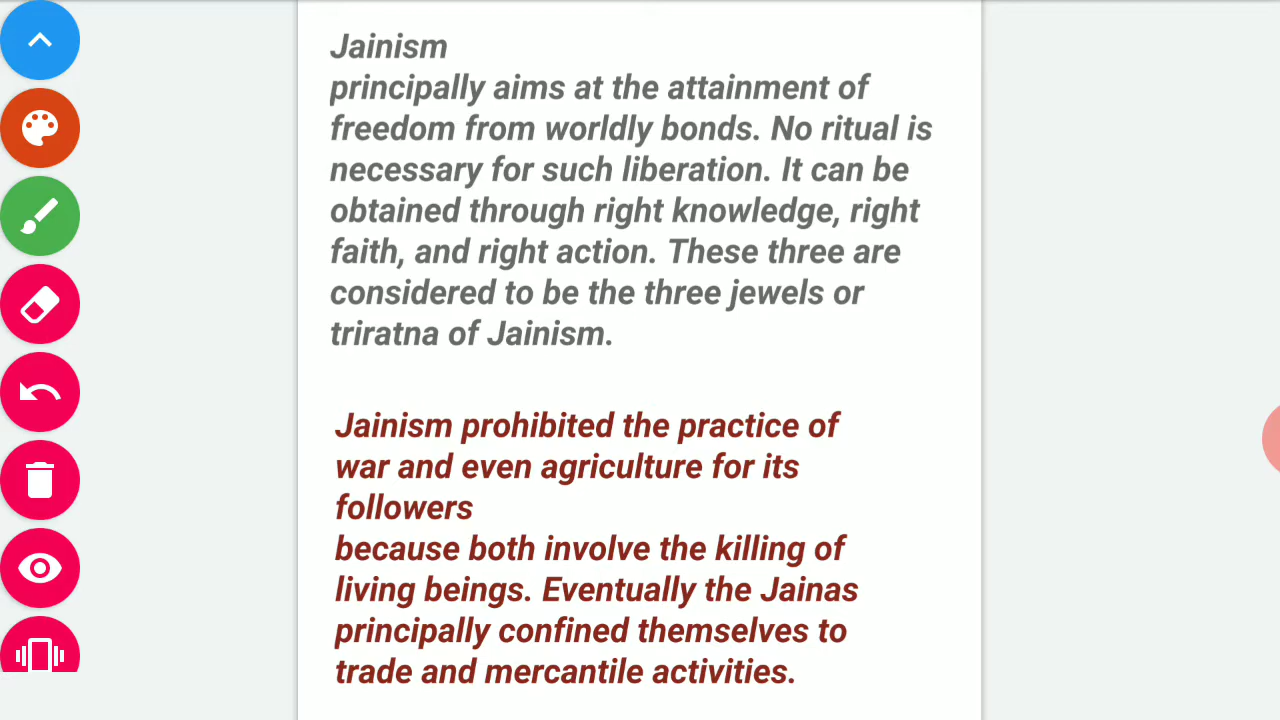 Jainism
principally aims at the attainment of
freedom from worldly bonds. No ritual is
necessary for such liberation. It can be
obtained through right knowledge, right
faith, and right action. These three are
considered to be the three jewels or
triratna of Jainism.
Jainism prohibited the practice of
war and even agriculture for its
followers
because both involve the killing of
living beings. Eventually the Jainas
principally confined themselves to
trade and mercantile activities.